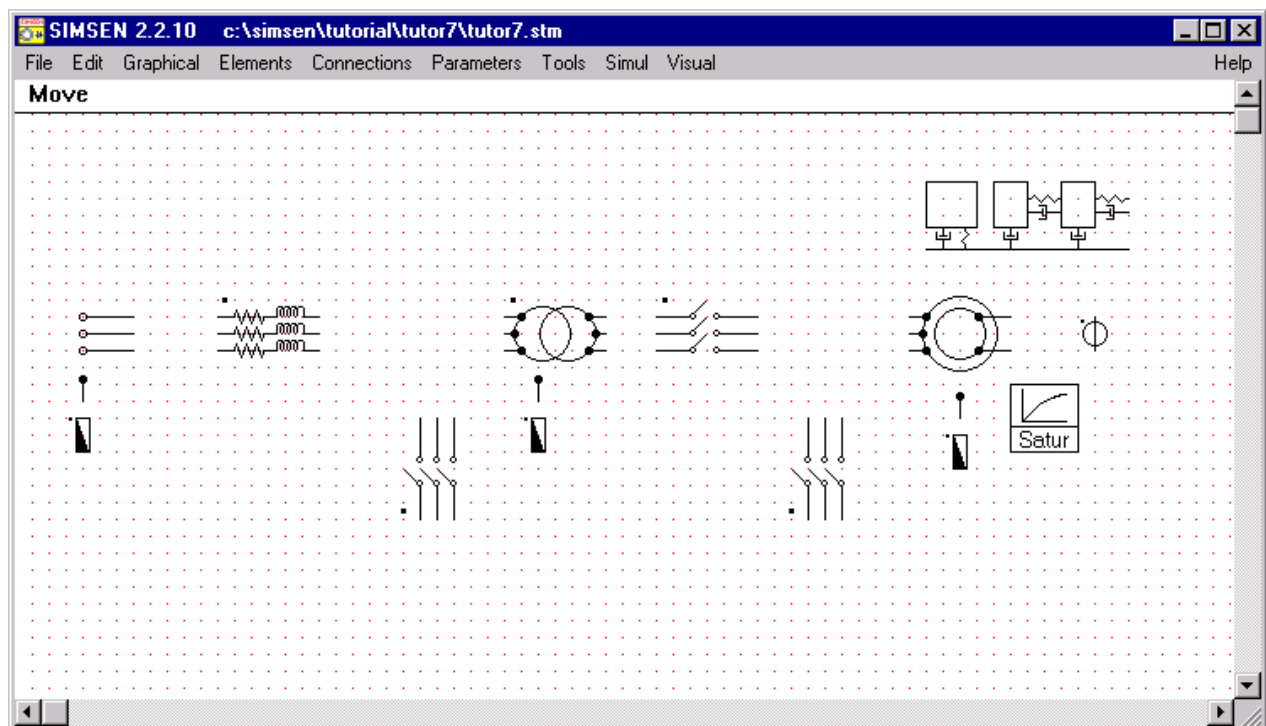 SIMSEN 2.2.10 c:\simsen\tutorial\tutor7\tutor7.stm
File Edit Graphical Elements Connections Parameters Tools Simul Visual Help
Move
Satur